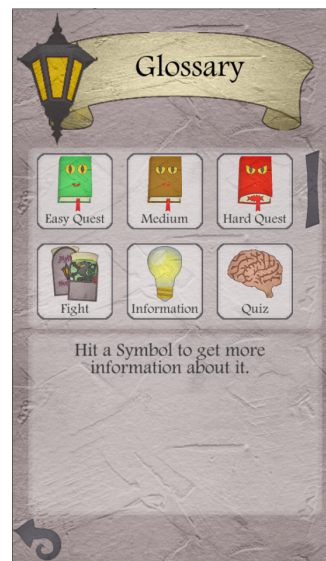 Glossary
Easy Quest
Medium
Hard Quest
Fight
Information
Quiz
Hit a Symbol to get more
information about it.